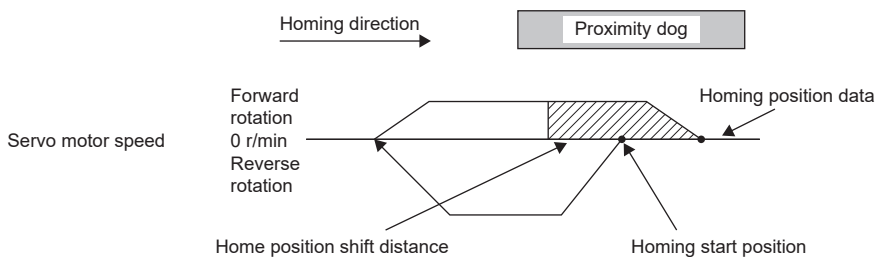 Homing direction
Proximity dog
Forward
rotation
Homing position data
Servo motor speed
0 r/min
Reverse
rotation
Home position shift distance
Homing start position